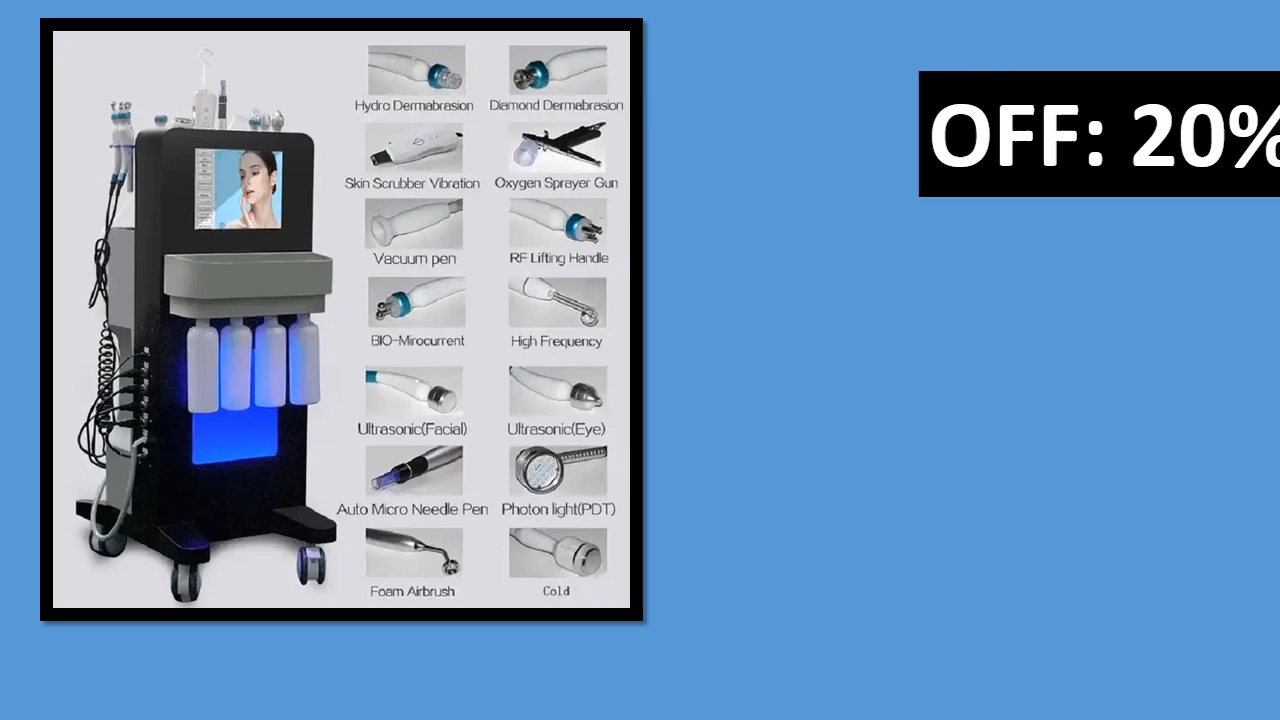 Hydro Dermabrasion
Diamond Dermabrasion
Skin Scrubber Vibration
Oxygen Sprayer Gun
Vacuum pen
RF Lifting Handle
BIO-Mirocurrent
High Frequency
Ultrasonic(Facial)
Ultrasonic(Eye)
Auto Micro Needle Pen
Photon light(PDT)
Foam Airbrush
Cold
OFF: 20%